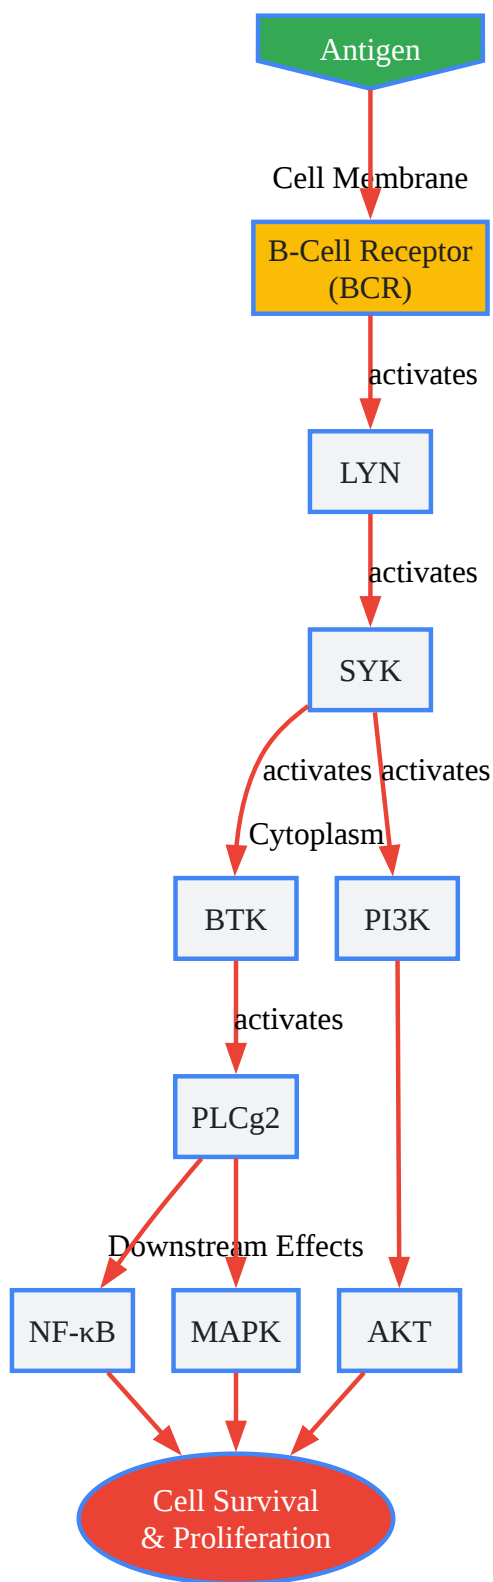 Antigen
Cell Membrane
B-Cell Receptor
(BCR)
activates
LYN
activates
SYK
activates
activates
Cytoplasm
BTK
PI3K
activates
PLCg2
Downstream Effects
NF-κB
MAPK
AKT
Cell Survival
& Proliferation